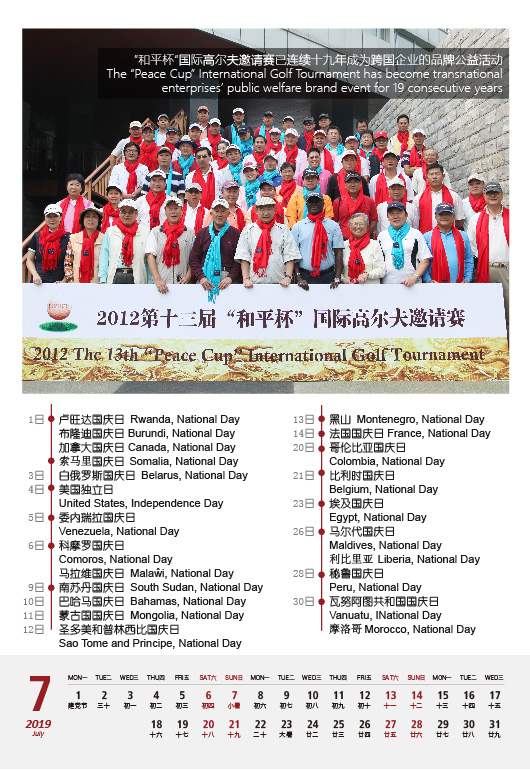 “和平杯”国际高尔夫邀请赛已连续十九年成为跨国企业的品牌公益活动
The “Peace Cup” International Golf Tournament has become transnational
enterprises’ public welfare brand event for 19 consecutive years
2012第十三届“和平杯”国际高尔夫邀请赛
2012 The 13th “Peace Cup” International Golf Tournament
1日 卢旺达国庆日 Rwanda, National Day
布隆迪国庆日 Burundi, National Day
加拿大国庆日 Canada, National Day
索马里国庆日 Somalia, National Day
3日 白俄罗斯国庆日 Belarus, National Day
4日 美国独立日
United States, Independence Day
5日 委内瑞拉国庆日
Venezuela, National Day
6日 科摩罗国庆日
Comoros, National Day
马拉维国庆日 Malaŵi, National Day
9日 南苏丹国庆日 South Sudan, National Day
10日 巴哈马国庆日 Bahamas, National Day
11日 蒙古国国庆日 Mongolia, National Day
12日 圣多美和普林西比国庆日
Sao Tome and Principe, National Day
13日 黑山 Montenegro, National Day
14日 法国国庆日 France, National Day
20日 哥伦比亚国庆日
Colombia, National Day
21日 比利时国庆日
Belgium, National Day
23日 埃及国庆日
Egypt, National Day
26日 马尔代国庆日
Maldives, National Day
利比里亚 Liberia, National Day
28日 秘鲁国庆日
Peru, National Day
30日 瓦努阿图共和国国庆日
Vanuatu, lNational Day
摩洛哥 Morocco, National Day
7
2019
July
MON一 TUE二 WED三 THU四 FRI五 SAT六 SUN日 MON一 TUE二 WED三 THU四 FRI五 SAT六 SUN日 MON一 TUE二 WED三
1 2 3 4 5 6 7 8 9 10 11 12 13 14 15 16 17
建党节 三十 初一 初二 初三 初四 小暑 初六 初七 初八 初九 初十 十一 十二 十三 十四 十五
18 19 20 21 22 23 24 25 26 27 28 29 30 31
十六 十七 十八 十九 二十 大暑 廿二 廿三 廿四 廿五 廿六 廿七 廿八 廿九